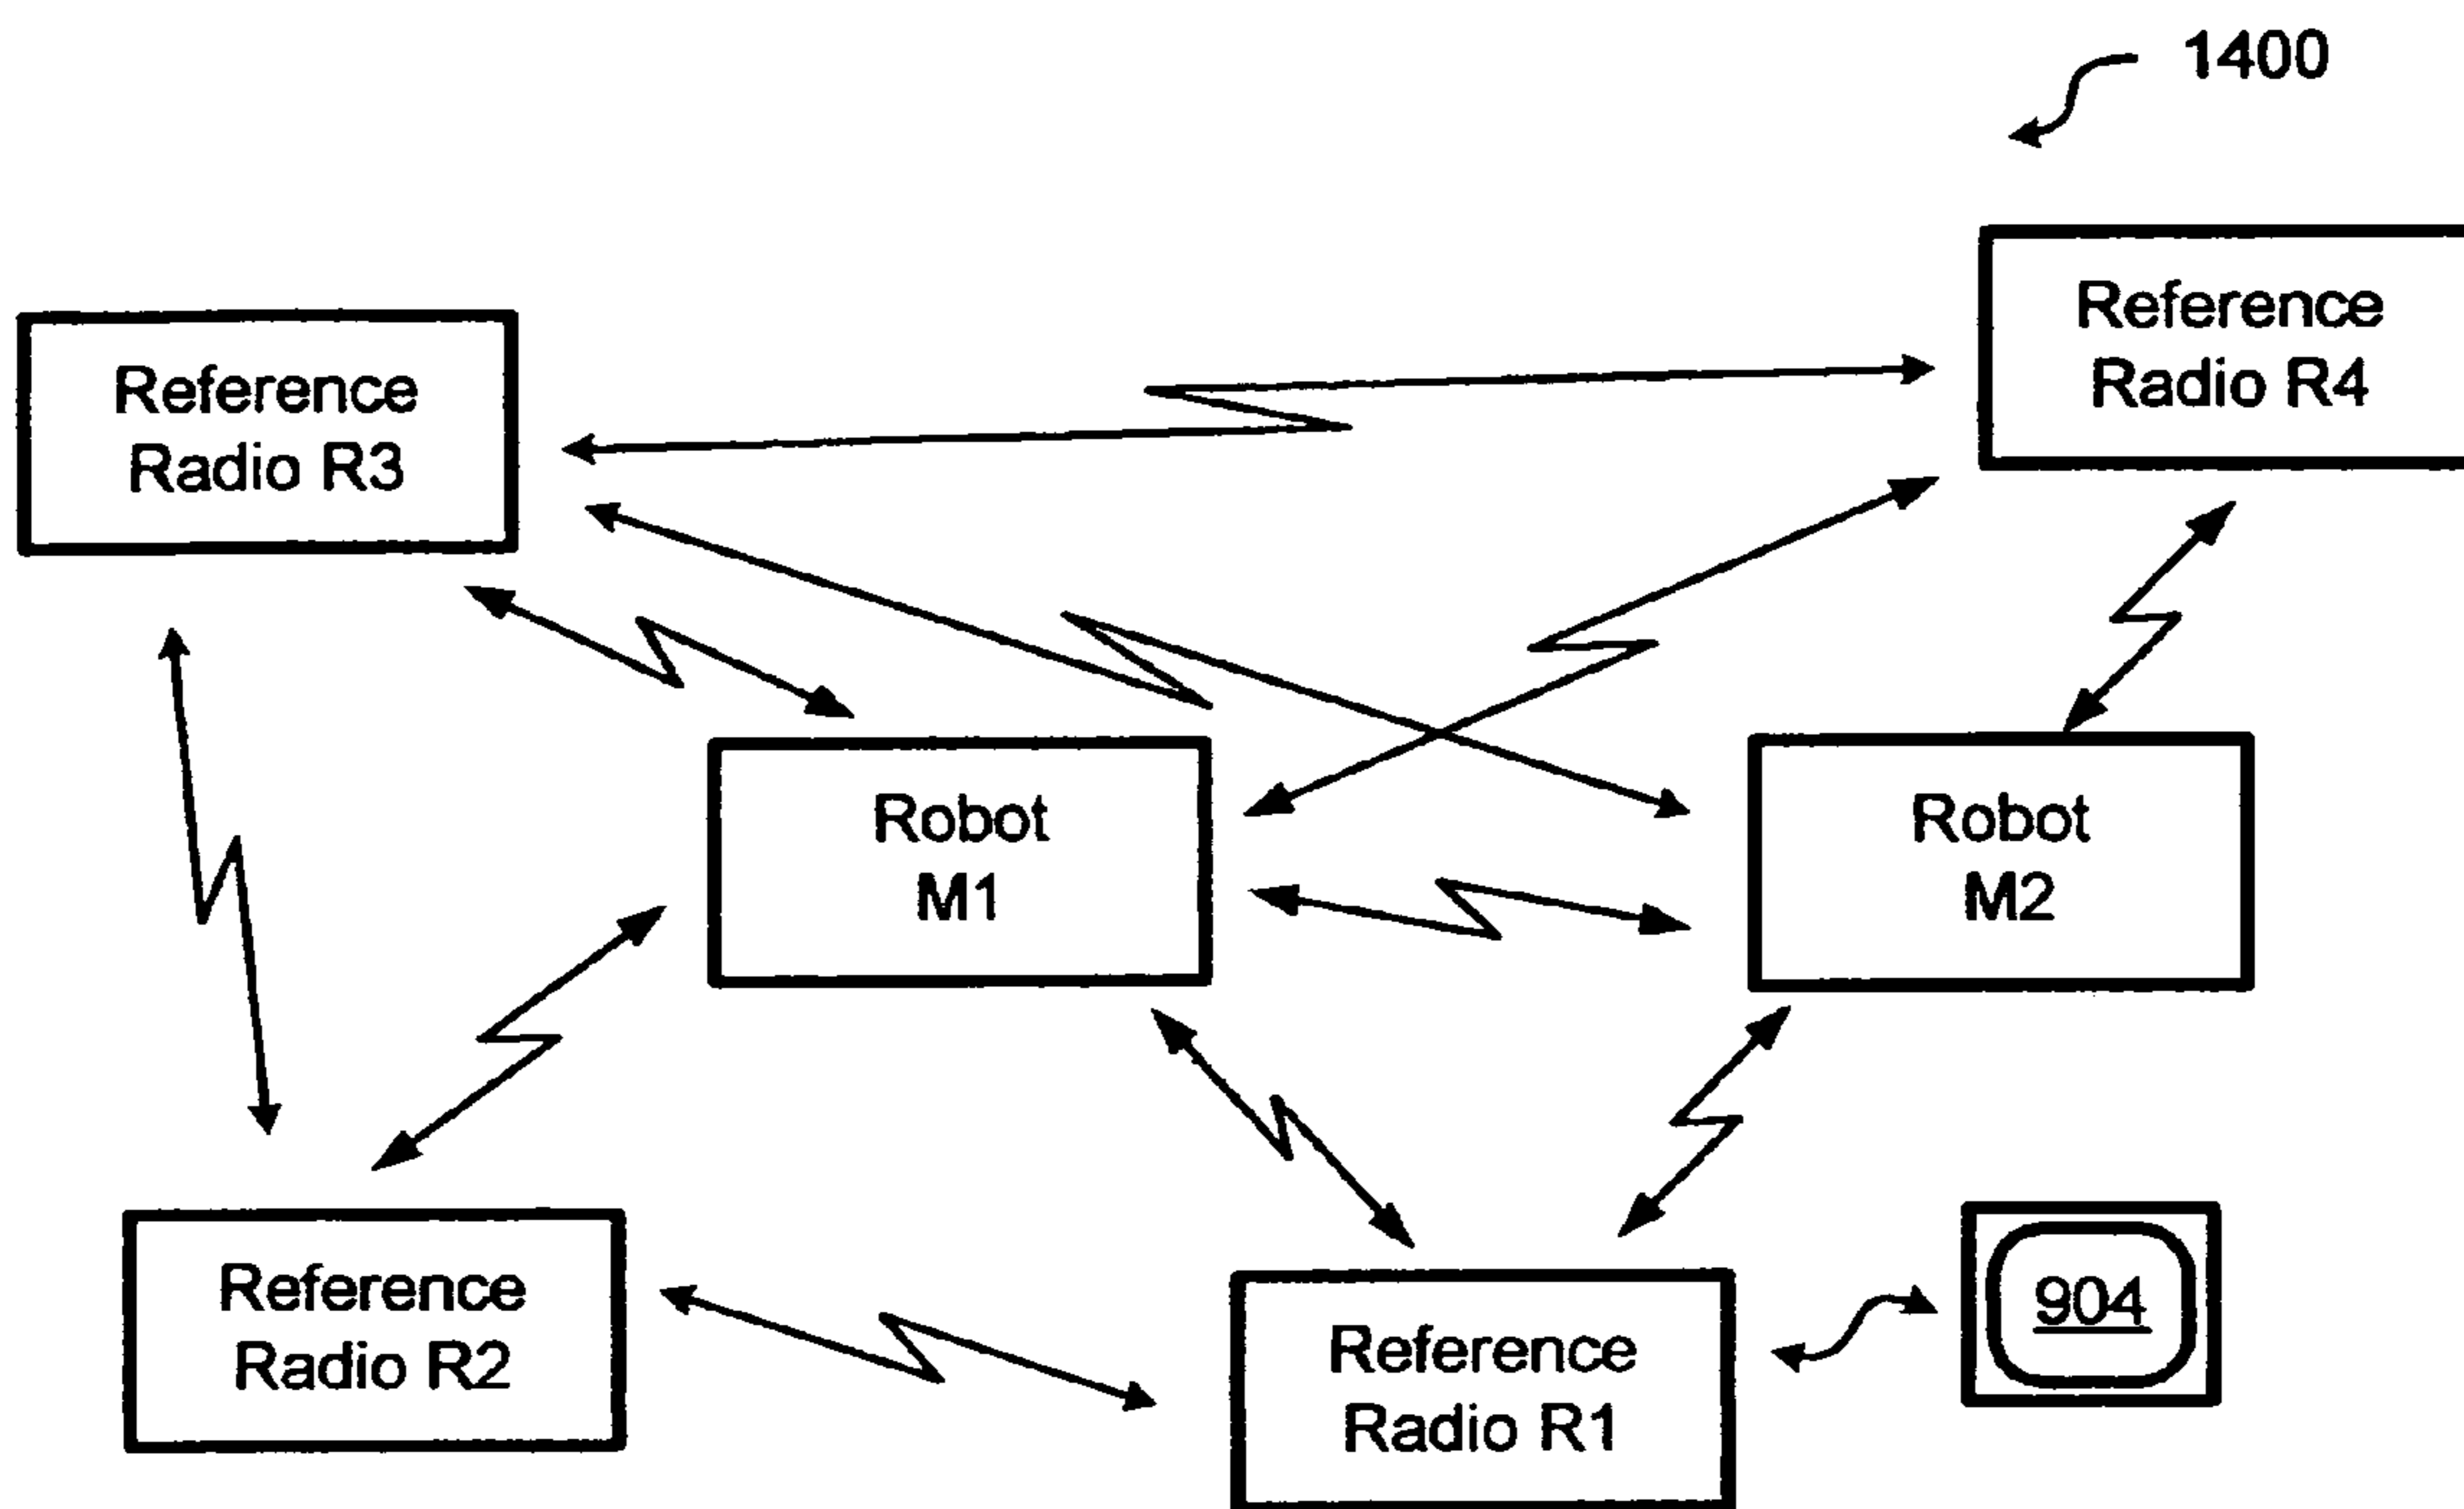 1400
Reference
Radio R4
Reference
Radio R3
Robot
M1
Robot
M2
Reference
Radio R2
Reference
Radio R1
904